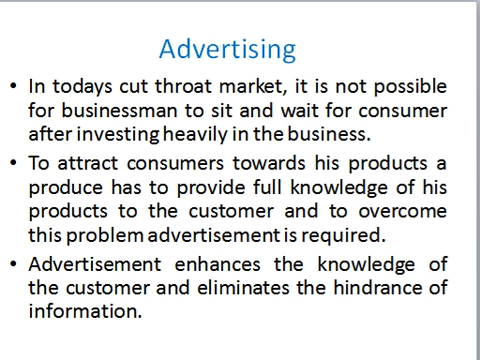 Advertising
• In todays cut throat market, it is not possible
for businessman to sit and wait for consumer
after investing heavily in the business.
• To attract consumers towards his products a
produce has to provide full knowledge of his
products to the customer and to overcome
this problem advertisement is required.
• Advertisement enhances the knowledge of
the customer and eliminates the hindrance of
information.